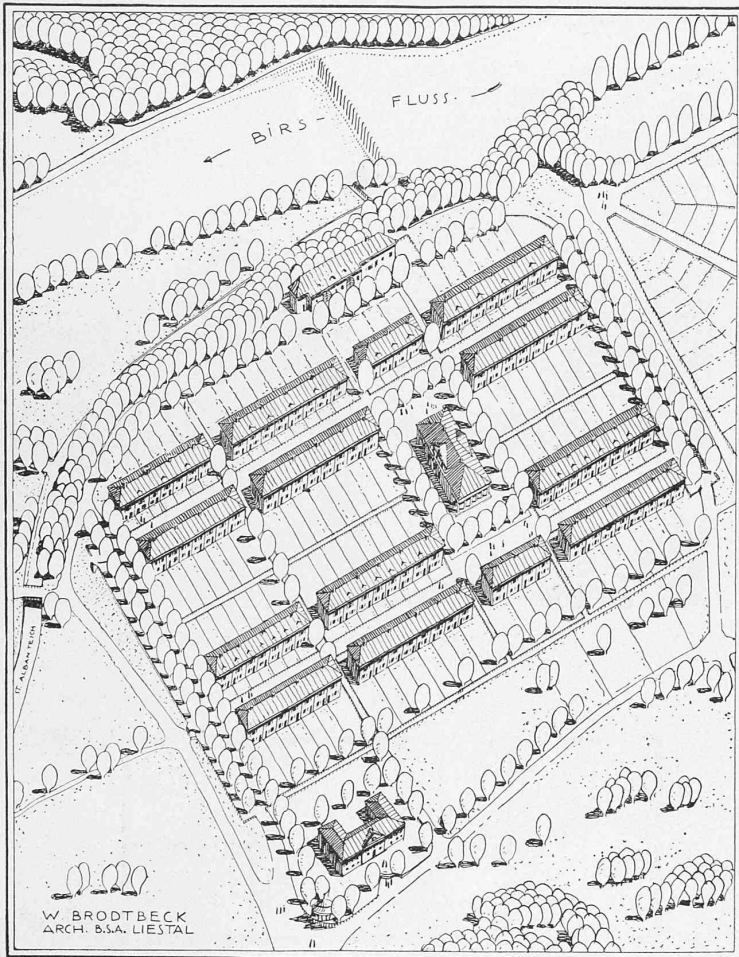 BIRS - FLUSS.
ST. ALBANTEICH
W. BRODTBECK
ARCH. B.S.A. LIESTAL